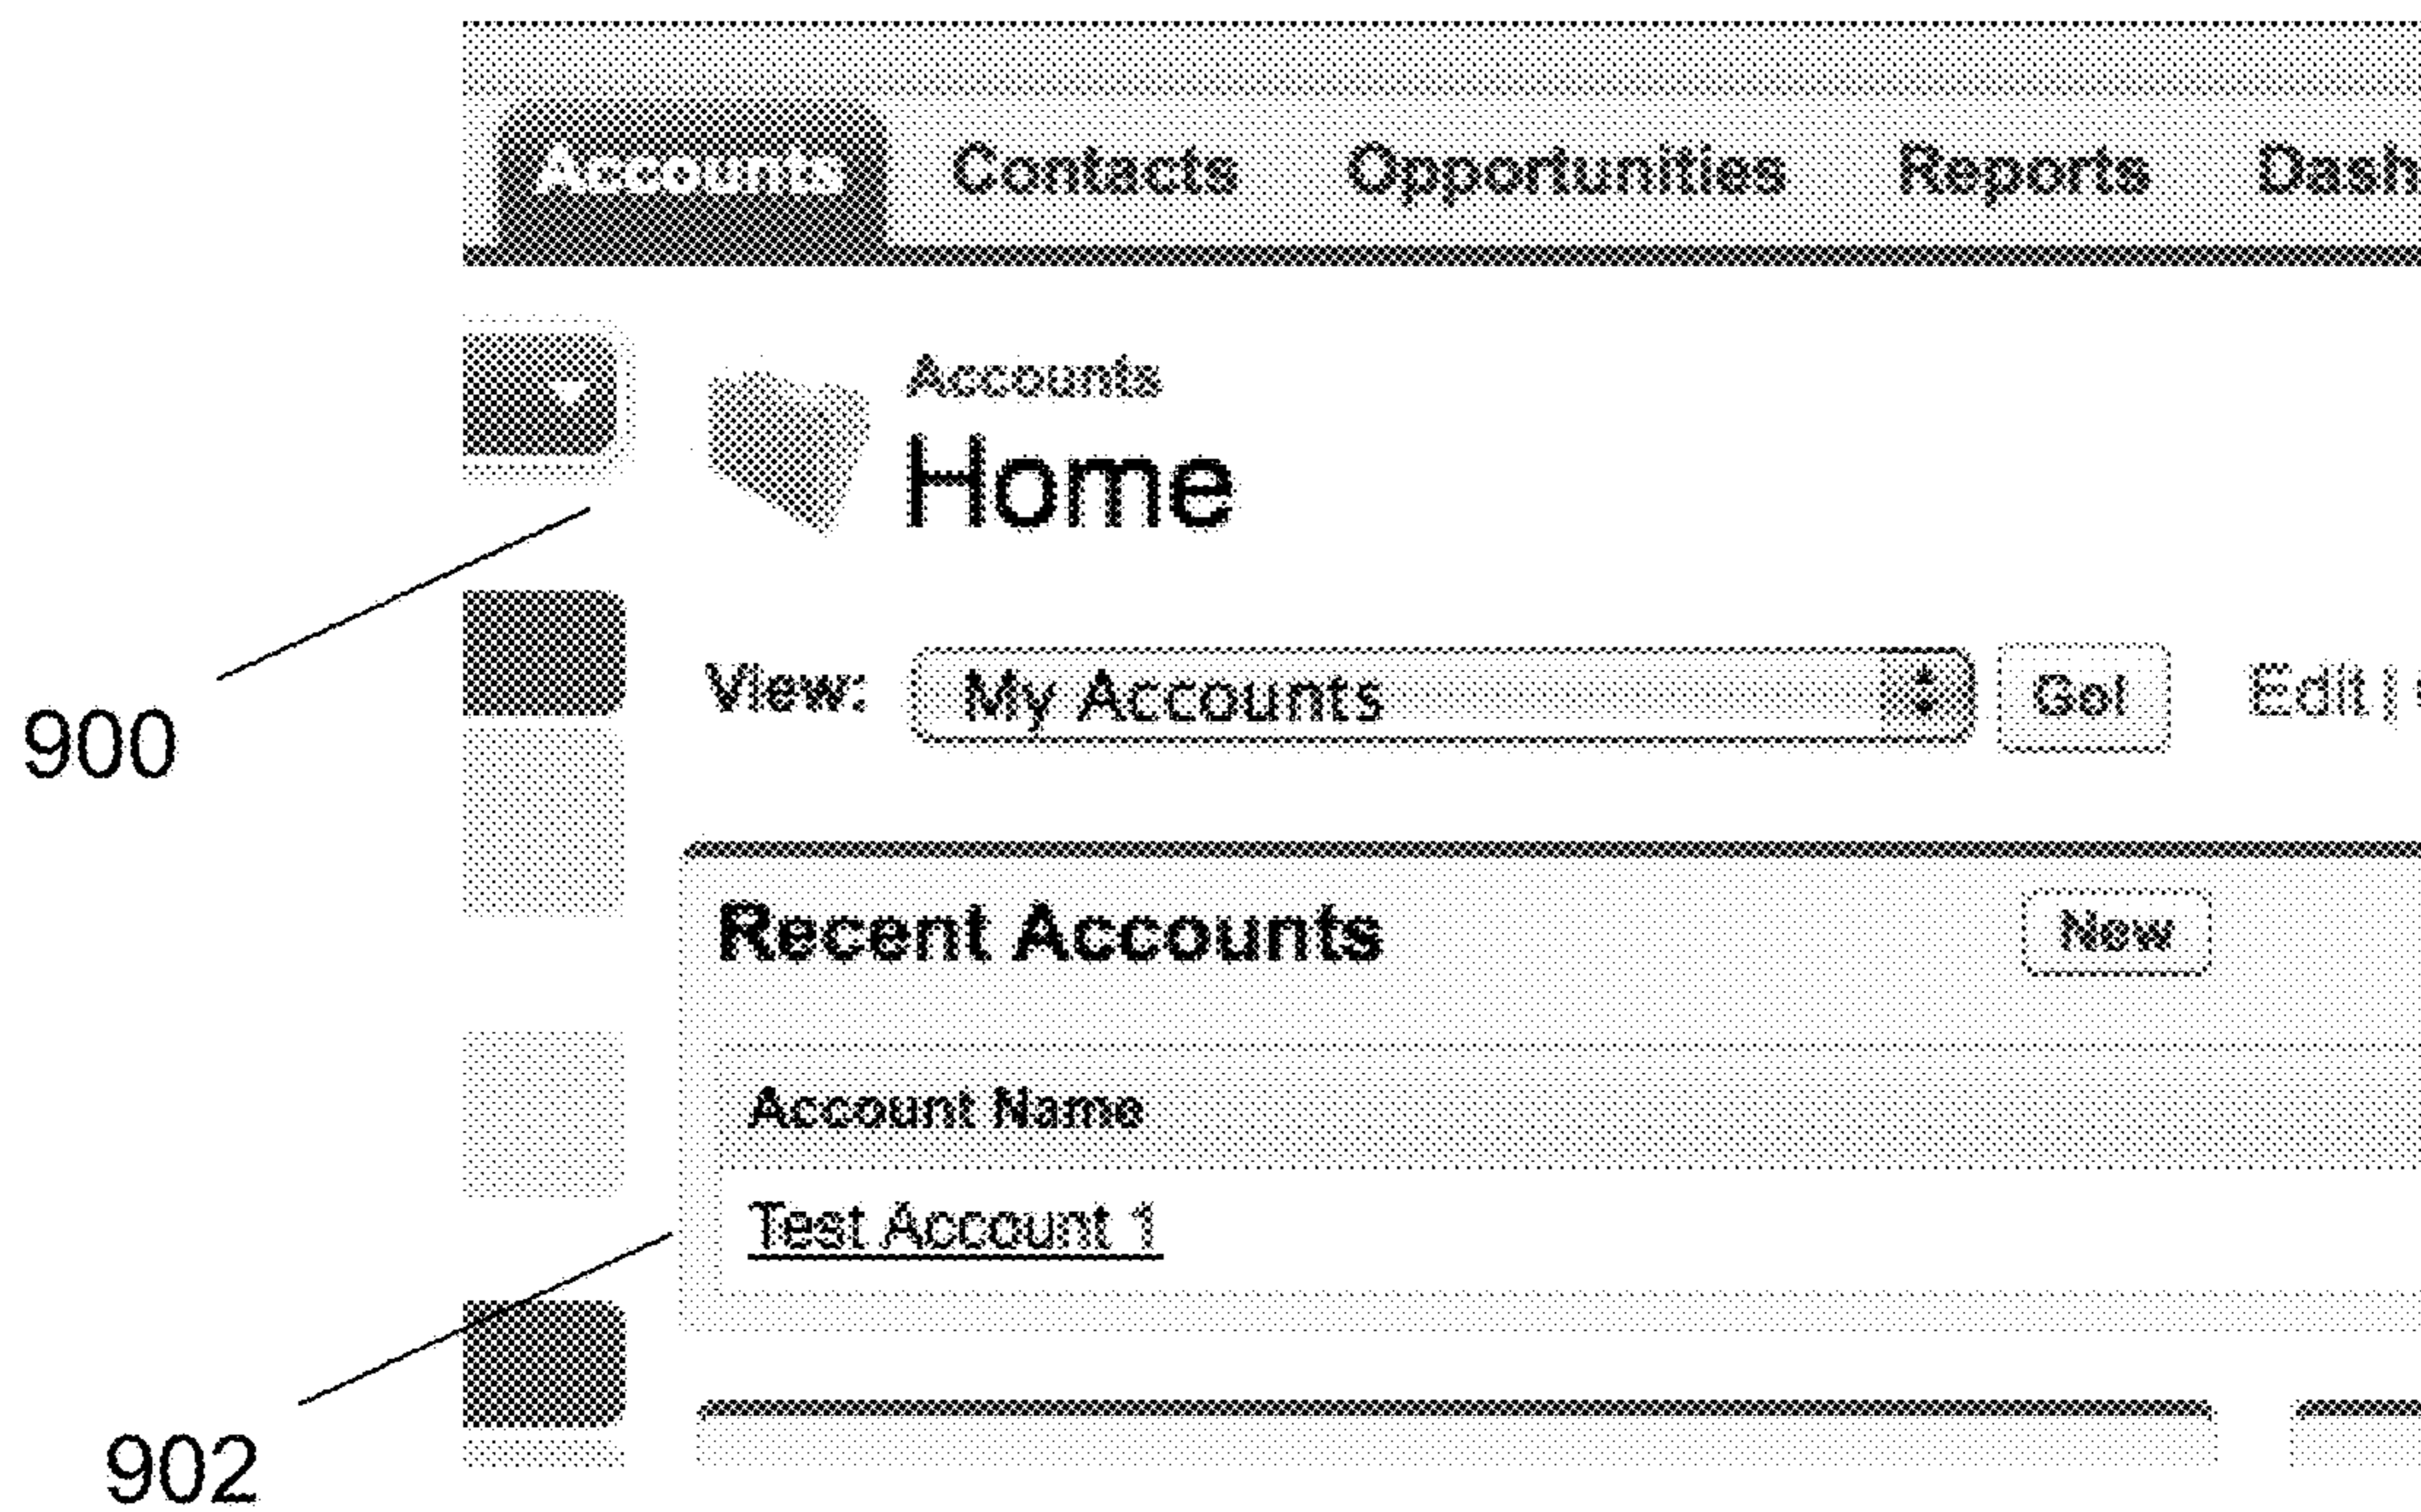 Accounts Contacts Opportunities Reports Dash
Accounts
Home
View: My Accounts Go! Edit |
900
Recent Accounts New
Account Name
Test Account 1
902